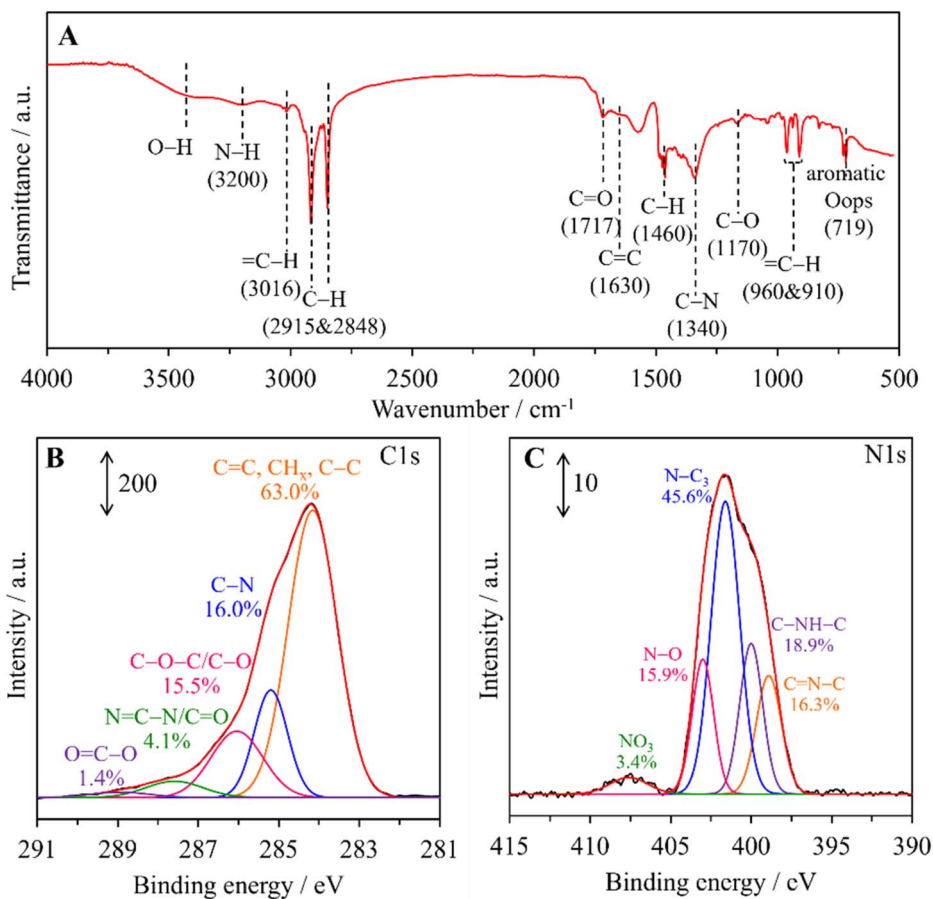 A
Transmittance / a.u.
O–H
N–H
(3200)
=C–H
(3016)
C–H
(2915&2848)
C=O
(1717)
C=C
(1630)
C–H
(1460)
C–N
(1340)
C–O
(1170)
=C–H
(960&910)
aromatic
Oops
(719)
4000 3500 3000 2500 2000 1500 1000 500
Wavenumber / cm⁻¹
B
200
C1s
C=C, CHₓ, C–C
63.0%
C–N
16.0%
C–O–C/C–O
15.5%
N=C–N/C=O
4.1%
O=C–O
1.4%
Intensity / a.u.
291 289 287 285 283 281
Binding energy / eV
C
10
N1s
N–C₃
45.6%
C–NH–C
18.9%
N–O
15.9%
C=N–C
16.3%
NO₃
3.4%
Intensity / a.u.
415 410 405 400 395 390
Binding energy / eV